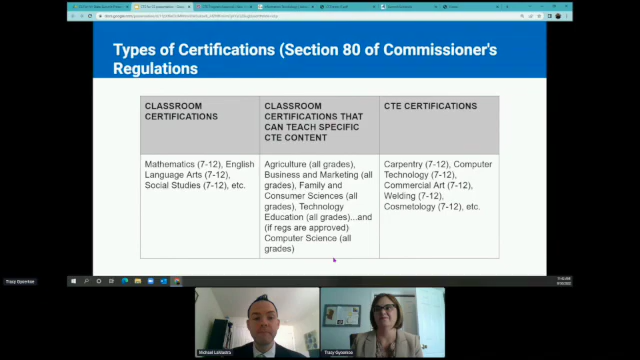 Types of Certifications (Section 80 of Commissioner's
Regulations
CLASSROOM
CERTIFICATIONS
CLASSROOM
CERTIFICATIONS THAT
CAN TEACH SPECIFIC
CTE CONTENT
CTE CERTIFICATIONS
Mathematics (7-12), English
Language Arts (7-12),
Social Studies (7-12), etc.
Agriculture (all grades),
Business and Marketing (all
grades), Family and
Consumer Sciences (all
grades), Technology
Education (all grades)...and
(if regs are approved)
Computer Science (all
grades)
Carpentry (7-12), Computer
Technology (7-12),
Commercial Art (7-12),
Welding (7-12),
Cosmetology (7-12), etc.